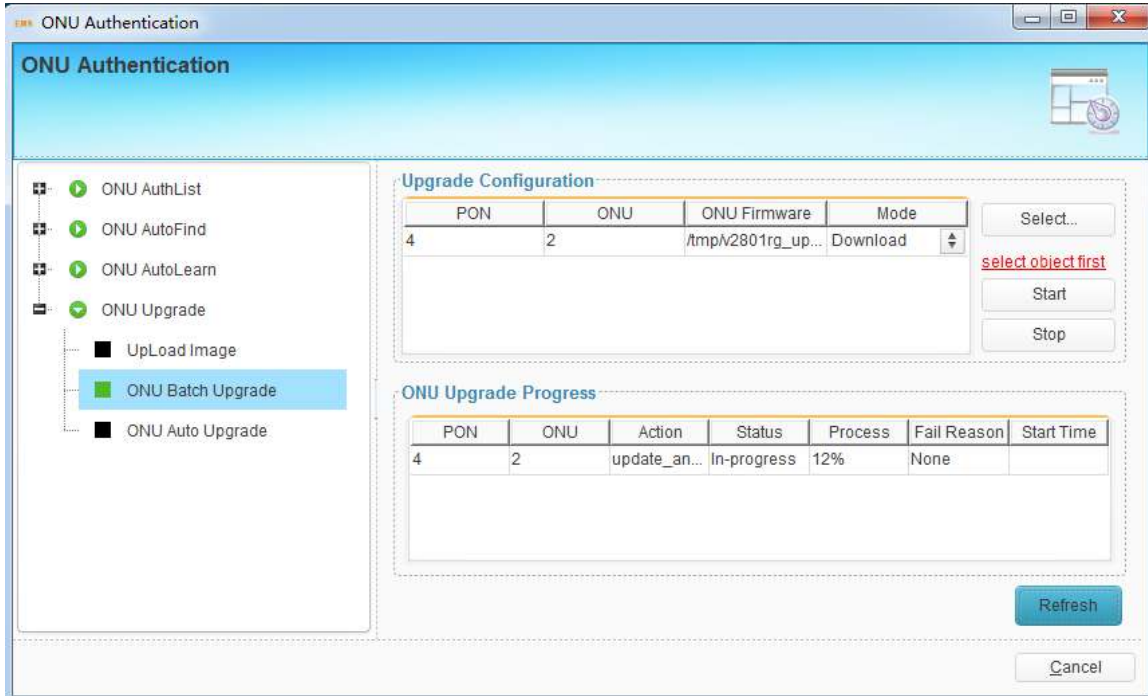 EMS ONU Authentication
ONU Authentication
ONU AuthList
ONU AutoFind
ONU AutoLearn
ONU Upgrade
UpLoad Image
ONU Batch Upgrade
ONU Auto Upgrade
Upgrade Configuration
PON ONU ONU Firmware Mode
4 2 /tmp/v2801rg_up... Download
Select...
select object first
Start
Stop
ONU Upgrade Progress
PON ONU Action Status Process Fail Reason Start Time
4 2 update_an... In-progress 12% None
Refresh
Cancel